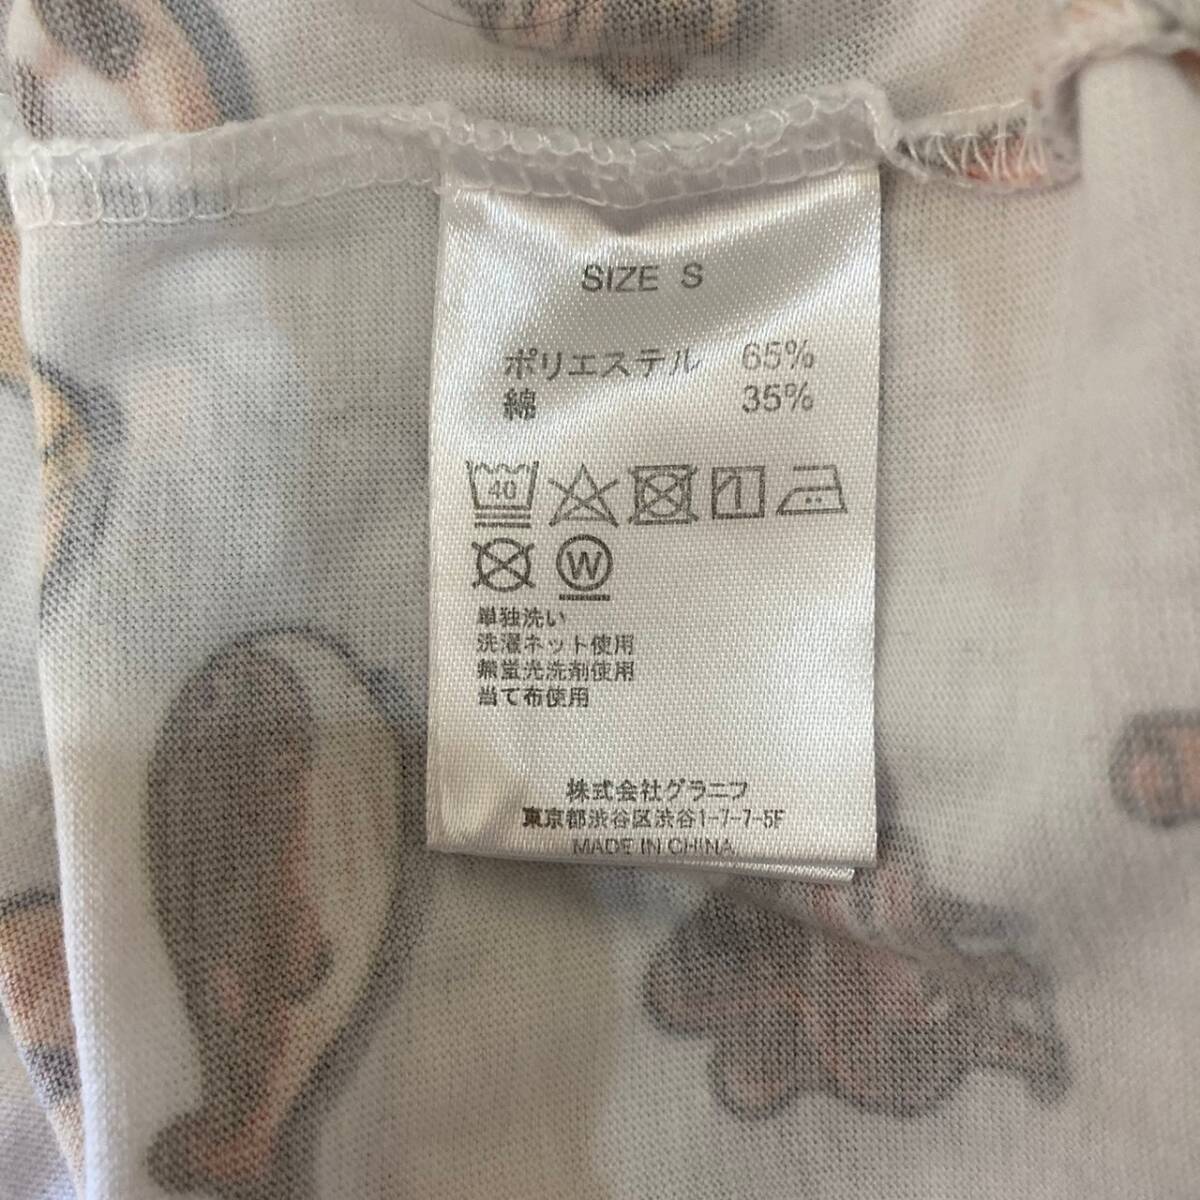 SIZE S
ポリエステル 65%
綿 35%
40
1
W
単独洗い
洗濯ネット使用
無蛍光洗剤使用
当て布使用
株式会社グラニフ
東京都渋谷区渋谷1-7-7-5F
MADE IN CHINA